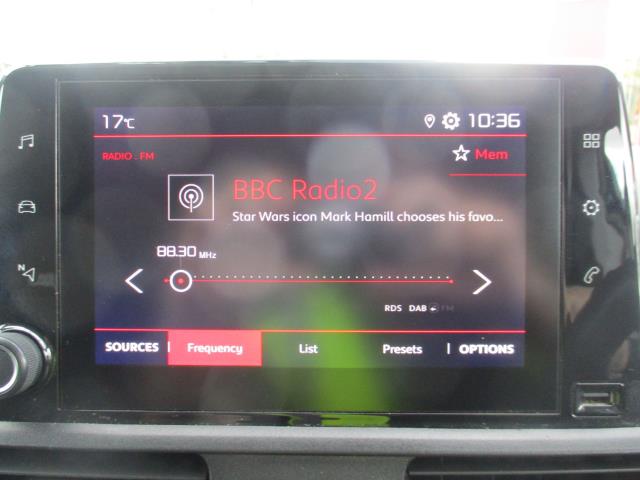 17°C 10:36
RADIO : FM Mem
BBC Radio2
Star Wars icon Mark Hamill chooses his favo...
88.30 MHz
N
RDS DAB FM
SOURCES Frequency List Presets OPTIONS